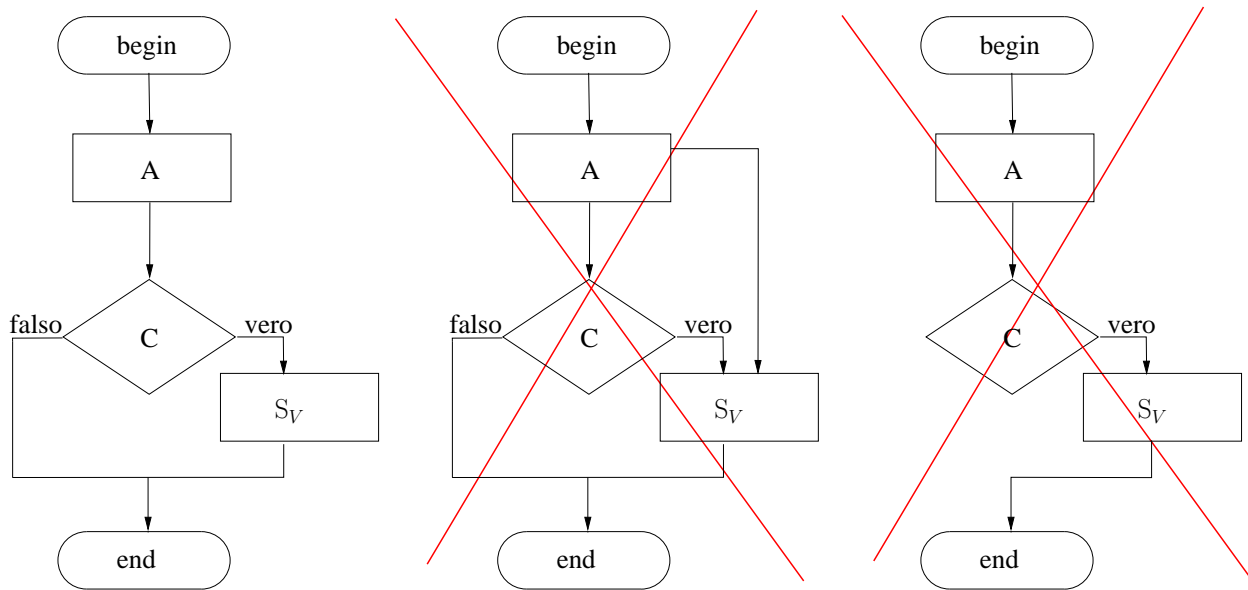 begin
A
falso
C
vero
S_V
end
begin
A
falso
C
vero
S_V
end
begin
A
C
vero
S_V
end